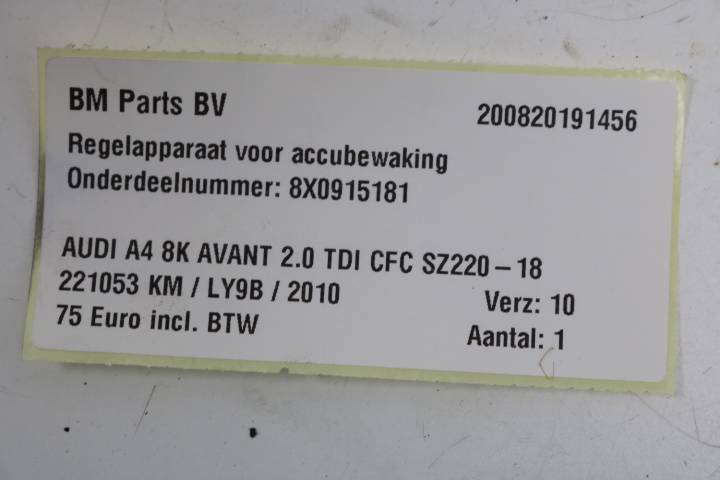 BM Parts BV 200820191456
Regelapparaat voor accubewaking
Onderdeelnummer: 8X0915181
AUDI A4 8K AVANT 2.0 TDI CFC SZ220-18
221053 KM / LY9B / 2010 Verz: 10
75 Euro incl. BTW Aantal: 1